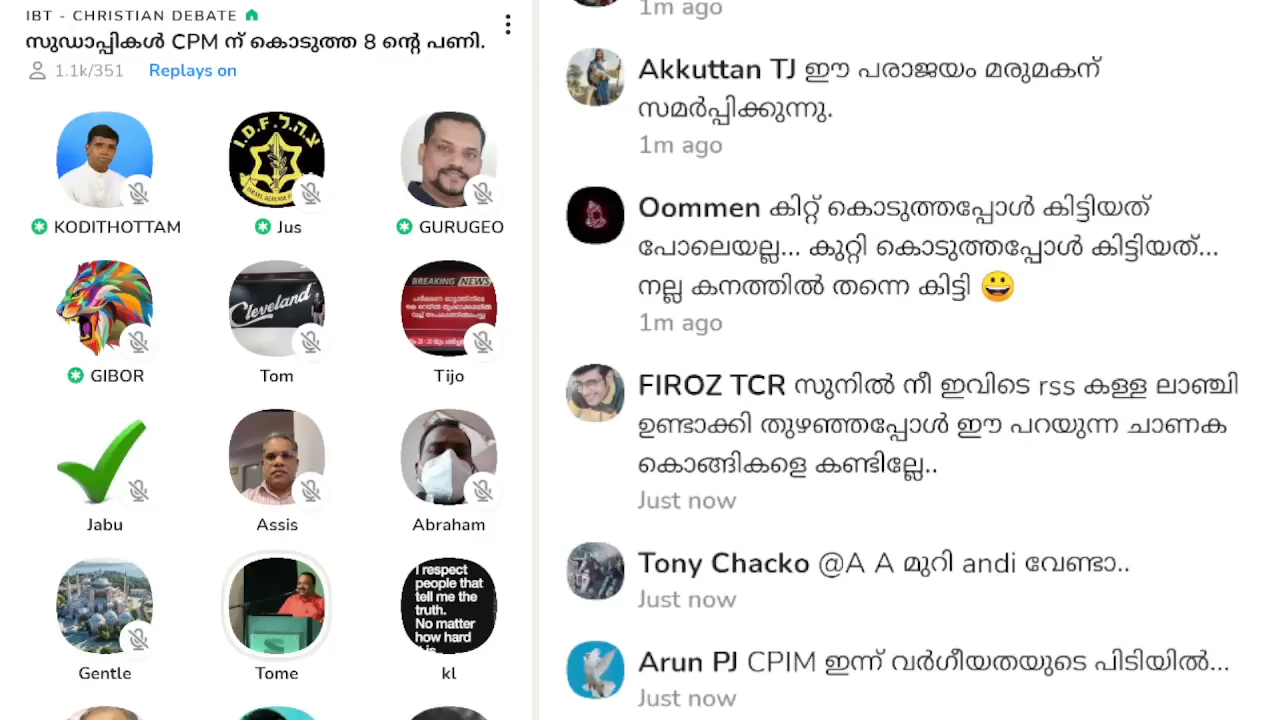 IBT - CHRISTIAN DEBATE
സുഡാപ്പികൾ CPM ന് കൊടുത്ത 8 ന്റെ പണി.
1.1k/351 Replays on
I.D.F. צ.ה.ל.
KODITHOTTAM Jus GURUGEO
Cleveland
BREAKING NEWS
GIBOR Tom Tijo
Jabu Assis Abraham
I respect
people that
tell me the
truth.
No matter
how hard
Gentle Tome kl
1m ago
Akkuttan TJ ഈ പരാജയം മരുമകന്
സമർപ്പിക്കുന്നു.
1m ago
Oommen കിറ്റ് കൊടുത്തപ്പോൾ കിട്ടിയത്
പോലെയല്ല... കുറ്റി കൊടുത്തപ്പോൾ കിട്ടിയത്...
നല്ല കനത്തിൽ തന്നെ കിട്ടി 😀
1m ago
FIROZ TCR സുനിൽ നീ ഇവിടെ rss കള്ള ലാഞ്ചി
ഉണ്ടാക്കി തുഴഞ്ഞപ്പോൾ ഈ പറയുന്ന ചാണക
കൊങ്ങികളെ കണ്ടില്ലേ..
Just now
Tony Chacko @A A മുറി andi വേണ്ടാ..
Just now
Arun PJ CPIM ഇന്ന് വർഗീയതയുടെ പിടിയിൽ...
Just now